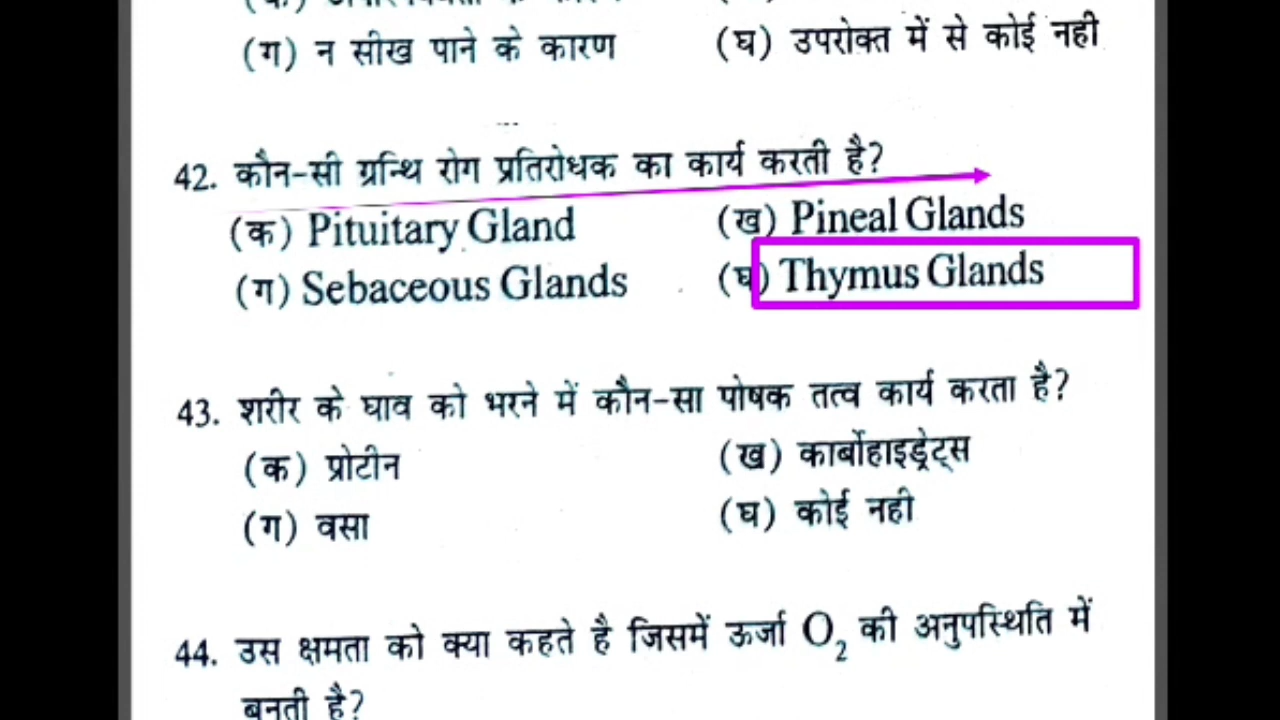 (ग) न सीख पाने के कारण (घ) उपरोक्त में से कोई नही
42. कौन-सी ग्रन्थि रोग प्रतिरोधक का कार्य करती है?
(क) Pituitary Gland (ख) Pineal Glands
(ग) Sebaceous Glands (घ) Thymus Glands
43. शरीर के घाव को भरने में कौन-सा पोषक तत्व कार्य करता है?
(क) प्रोटीन (ख) कार्बोहाइड्रेट्स
(ग) वसा (घ) कोई नही
44. उस क्षमता को क्या कहते है जिसमें ऊर्जा O₂ की अनुपस्थिति में
बनती है?